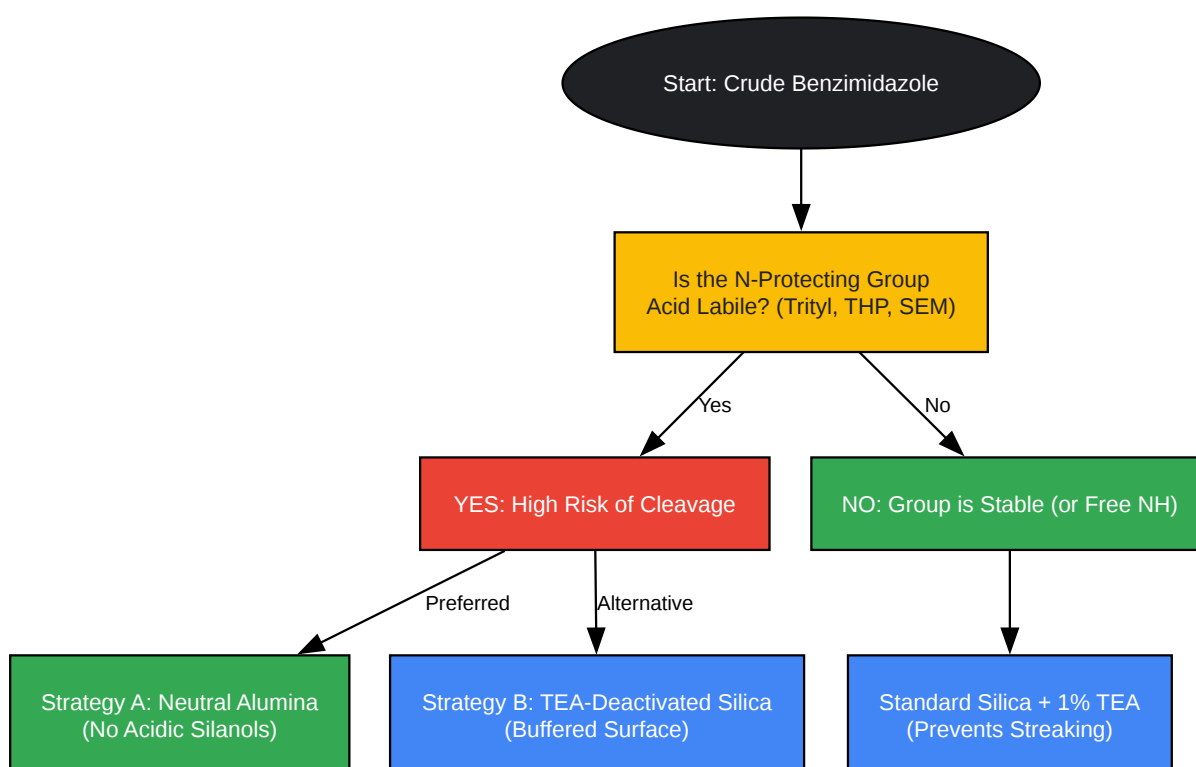 Start: Crude Benzimidazole
Is the N-Protecting Group
Acid Labile? (Trityl, THP, SEM)
Yes
No
YES: High Risk of Cleavage
NO: Group is Stable (or Free NH)
Preferred
Alternative
Strategy A: Neutral Alumina
(No Acidic Silanols)
Strategy B: TEA-Deactivated Silica
(Buffered Surface)
Standard Silica + 1% TEA
(Prevents Streaking)